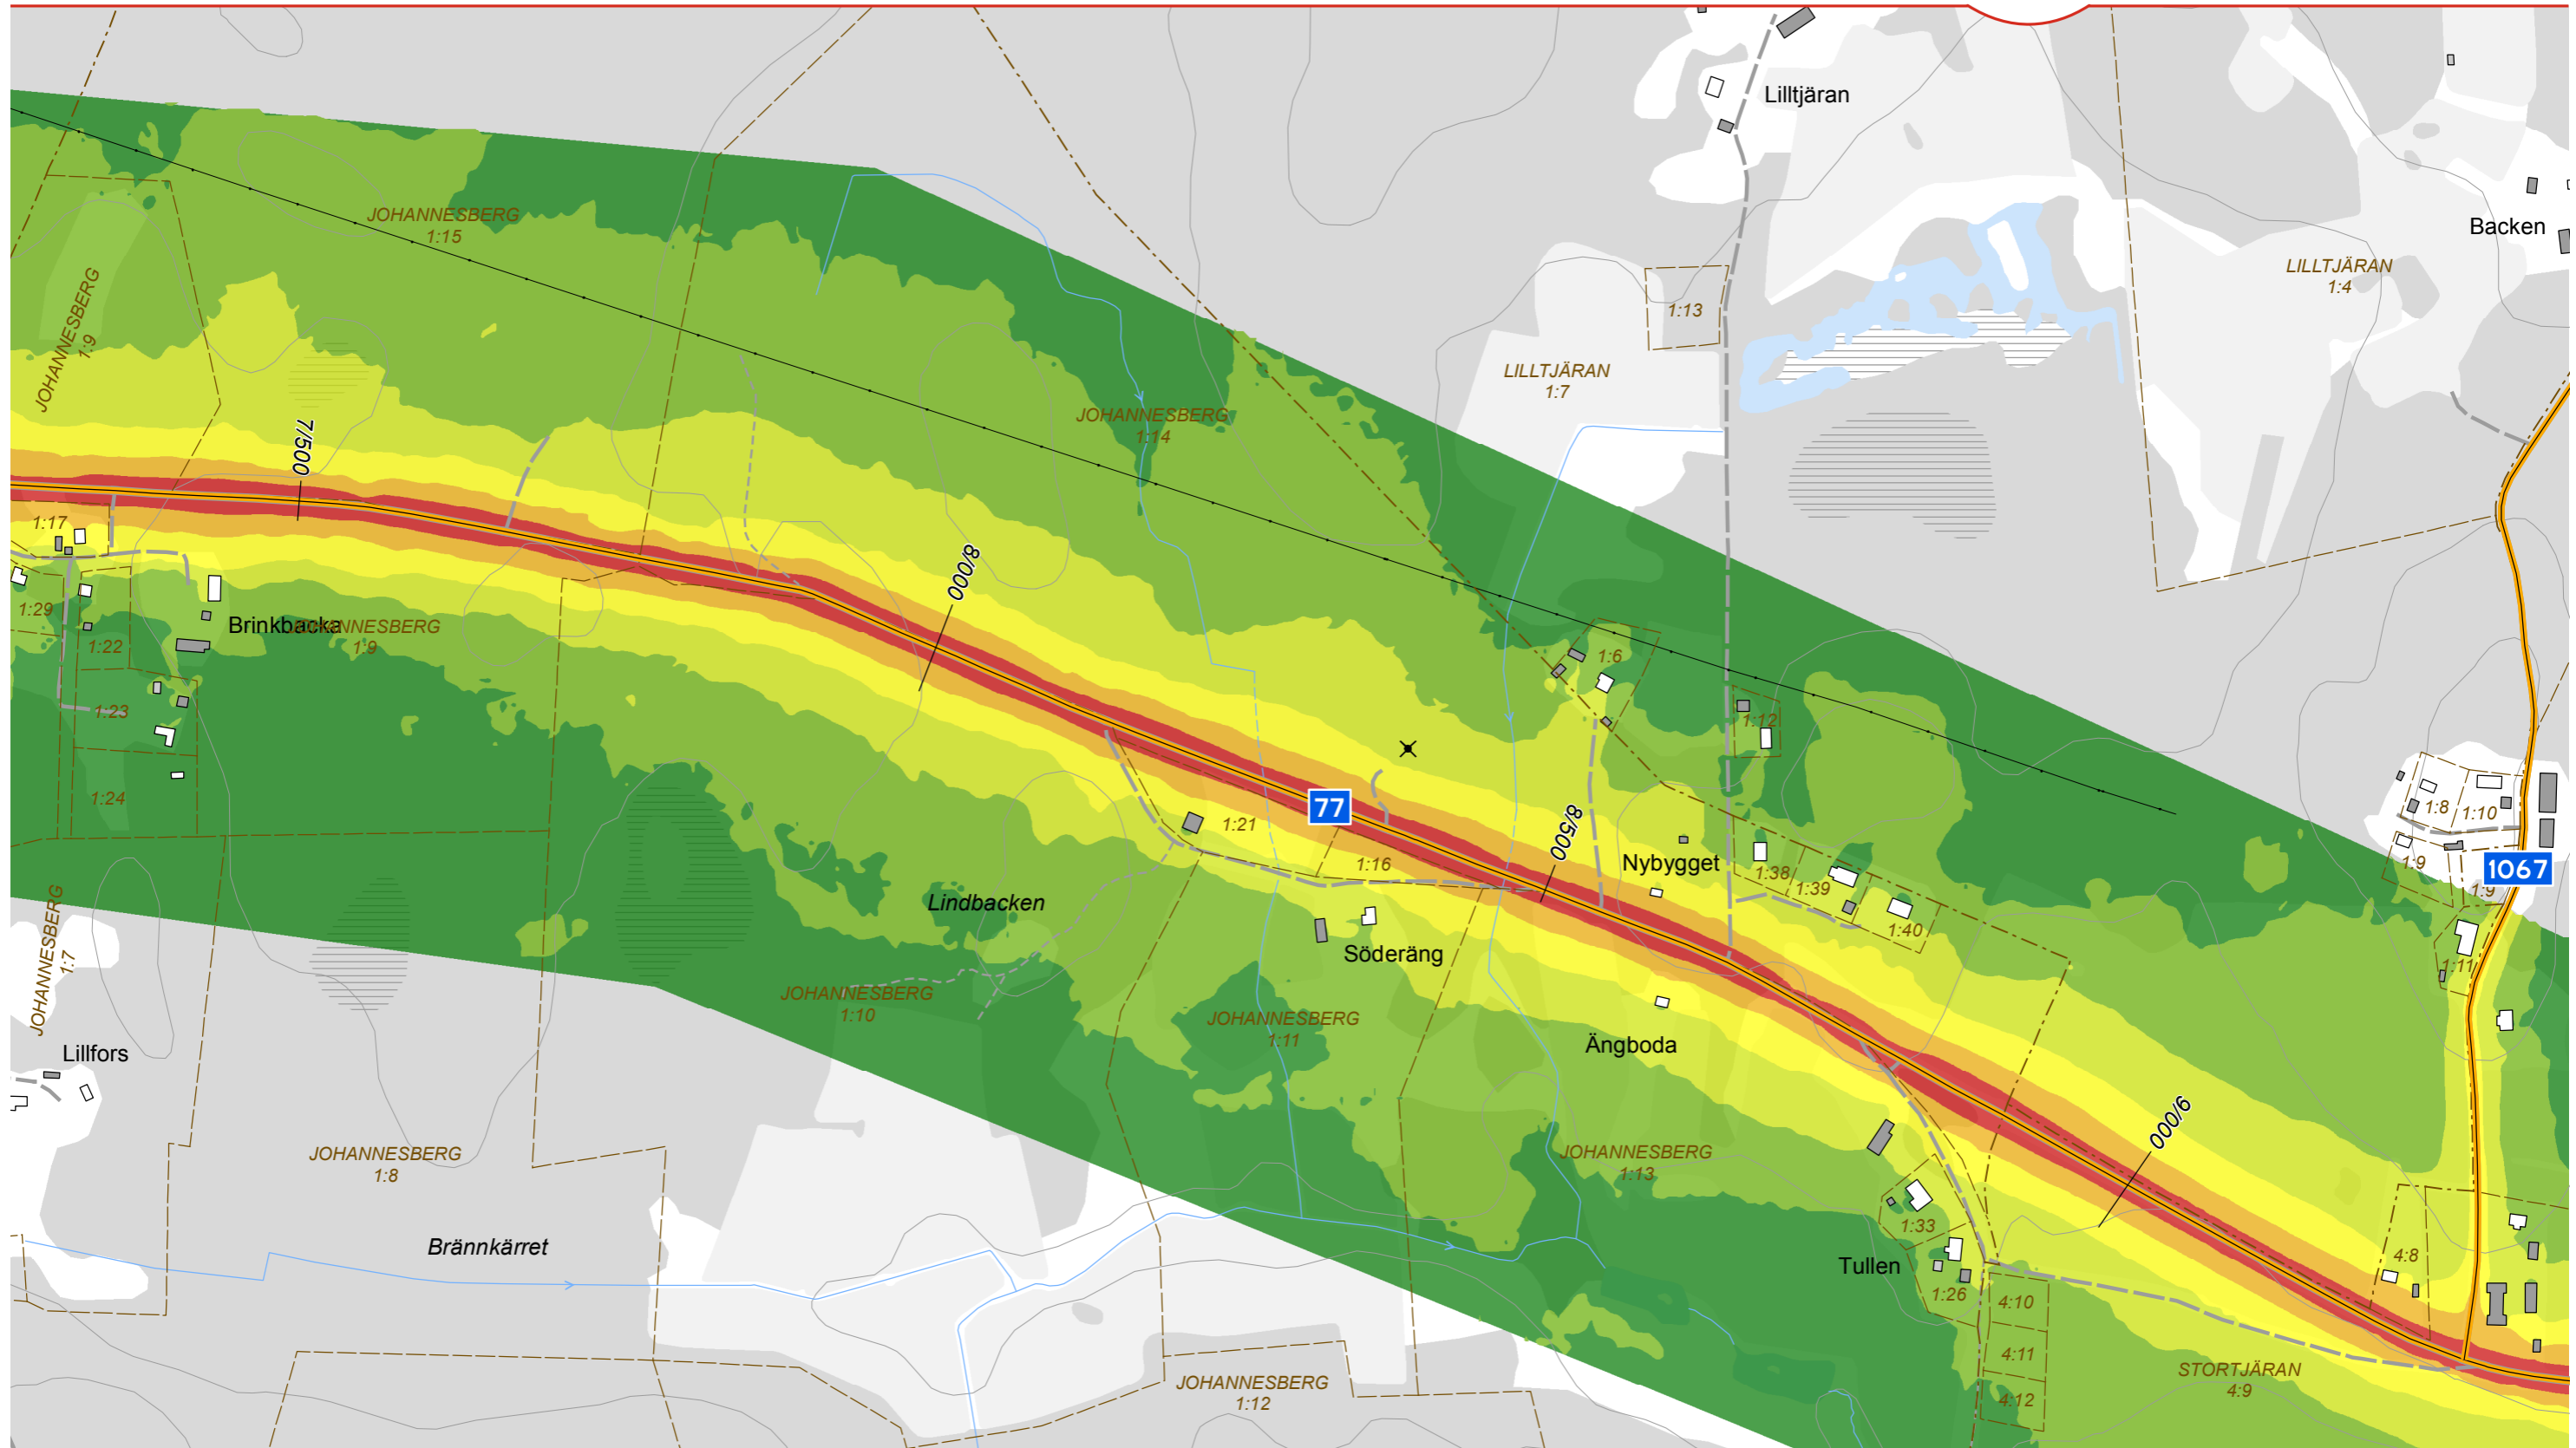 Lilltjäran
JOHANNESBERG
1:15
Backen
LILLTJÄRAN
1:4
JOHANNESBERG
1:9
1:13
LILLTJÄRAN
1:7
JOHANNESBERG
1:14
7/500
1:17
8/000
1:29
Brinkbacka
JOHANNESBERG
1:9
1:22
1:6
1:23
1:12
1:24
77
1:21
8/500
1:16
Nybygget
1:38
1:39
1:40
1:8
1:10
1:9
1067
1:9
1:11
JOHANNESBERG
1:7
Lindbacken
Söderäng
JOHANNESBERG
1:10
JOHANNESBERG
1:11
Ängboda
Lillfors
JOHANNESBERG
1:8
JOHANNESBERG
1:13
9/000
1:33
Brännkärret
Tullen
1:26
4:8
4:10
4:11
4:12
JOHANNESBERG
1:12
STORTJÄRAN
4:9